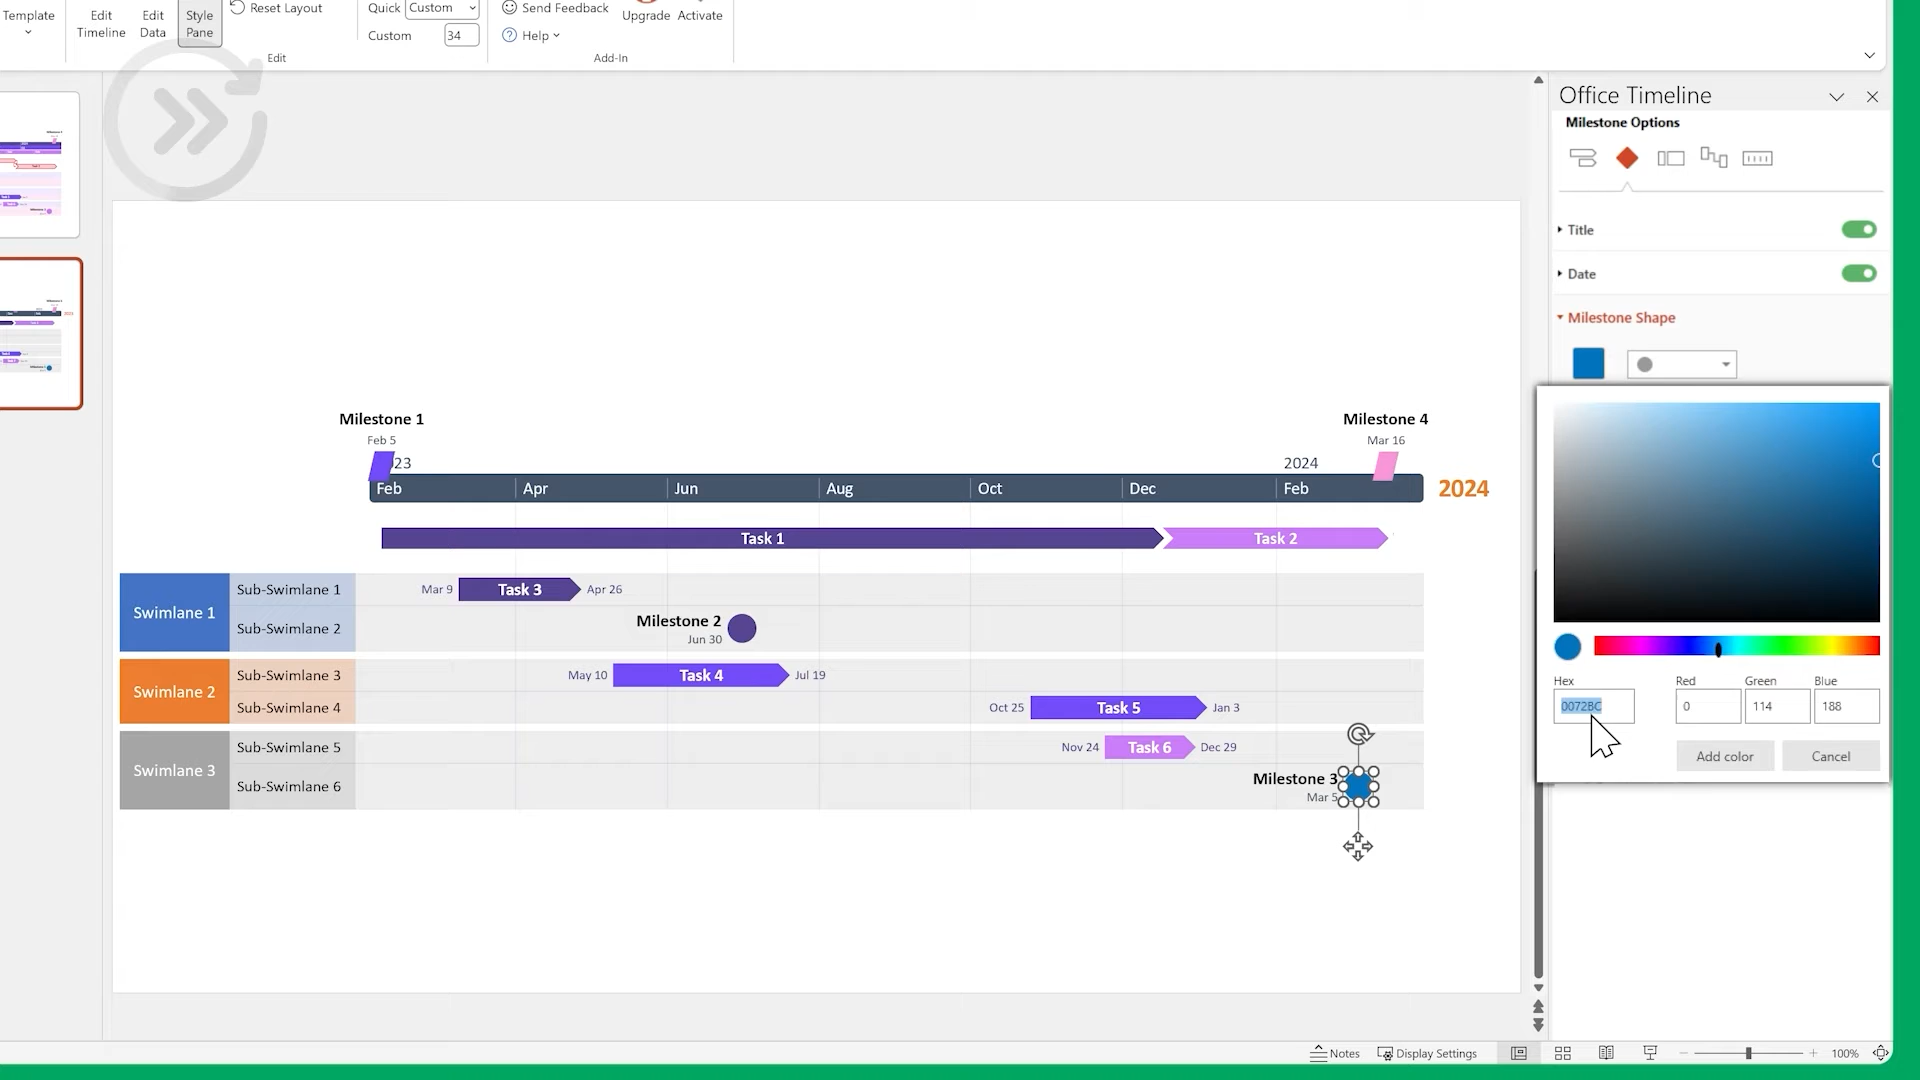 Template
Edit Timeline
Edit Data
Style Pane
Reset Layout
Edit
Quick Custom
Custom 34
Send Feedback
Help
Upgrade Activate
Add-In
Office Timeline
Milestone Options
Title
Date
Milestone Shape
Hex Red Green Blue
0072BC 0 114 188
Add color Cancel
Milestone 1
Feb 5
Milestone 4
Mar 16
23
2024
Feb Apr Jun Aug Oct Dec Feb 2024
Task 1 Task 2
Swimlane 1
Sub-Swimlane 1
Mar 9 Task 3 Apr 26
Sub-Swimlane 2
Milestone 2
Jun 30
Swimlane 2
Sub-Swimlane 3
May 10 Task 4 Jul 19
Sub-Swimlane 4
Oct 25 Task 5 Jan 3
Swimlane 3
Sub-Swimlane 5
Nov 24 Task 6 Dec 29
Sub-Swimlane 6
Milestone 3
Mar 5
Notes Display Settings 100%